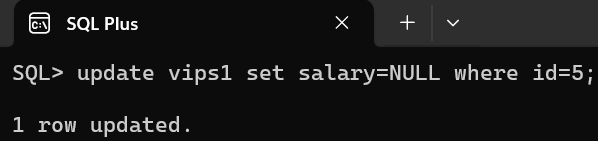 SQL Plus
SQL> update vips1 set salary=NULL where id=5;
1 row updated.